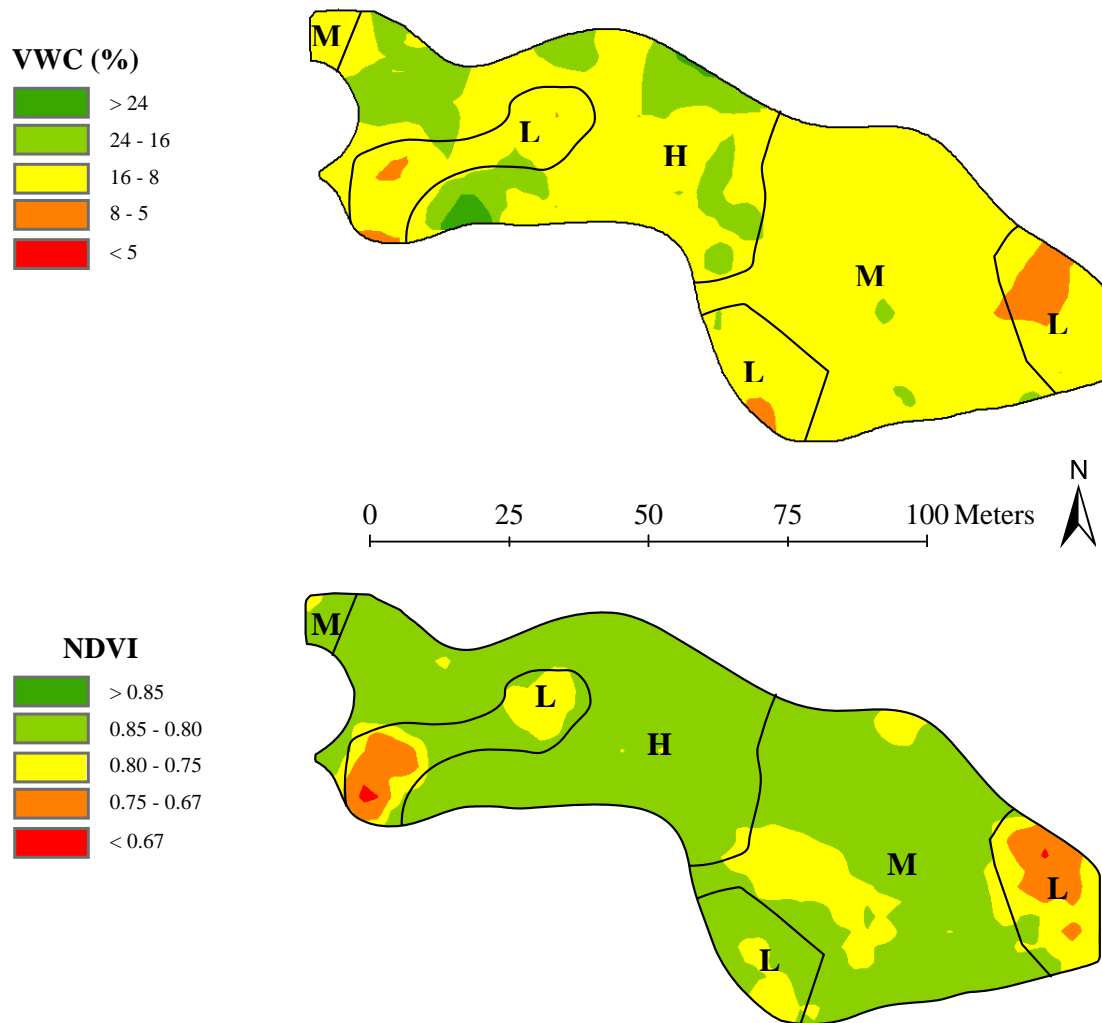 VWC (%)
> 24
24 - 16
16 - 8
8 - 5
< 5
M
L
H
M
L
L
N
0 25 50 75 100 Meters
NDVI
> 0.85
0.85 - 0.80
0.80 - 0.75
0.75 - 0.67
< 0.67
M
L
H
M
L
L